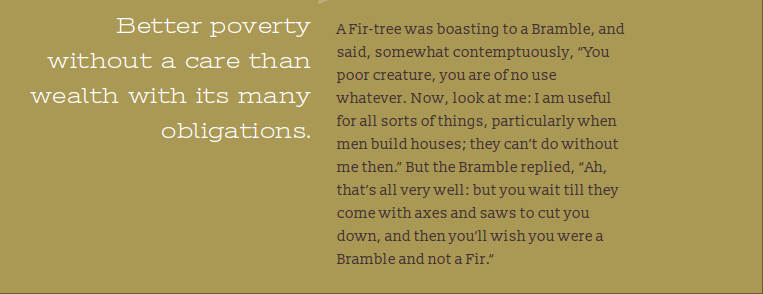 Better poverty
without a care than
wealth with its many
obligations.
A Fir-tree was boasting to a Bramble, and
said, somewhat contemptuously, “You
poor creature, you are of no use
whatever. Now, look at me: I am useful
for all sorts of things, particularly when
men build houses; they can’t do without
me then.” But the Bramble replied, “Ah,
that’s all very well: but you wait till they
come with axes and saws to cut you
down, and then you’ll wish you were a
Bramble and not a Fir.”